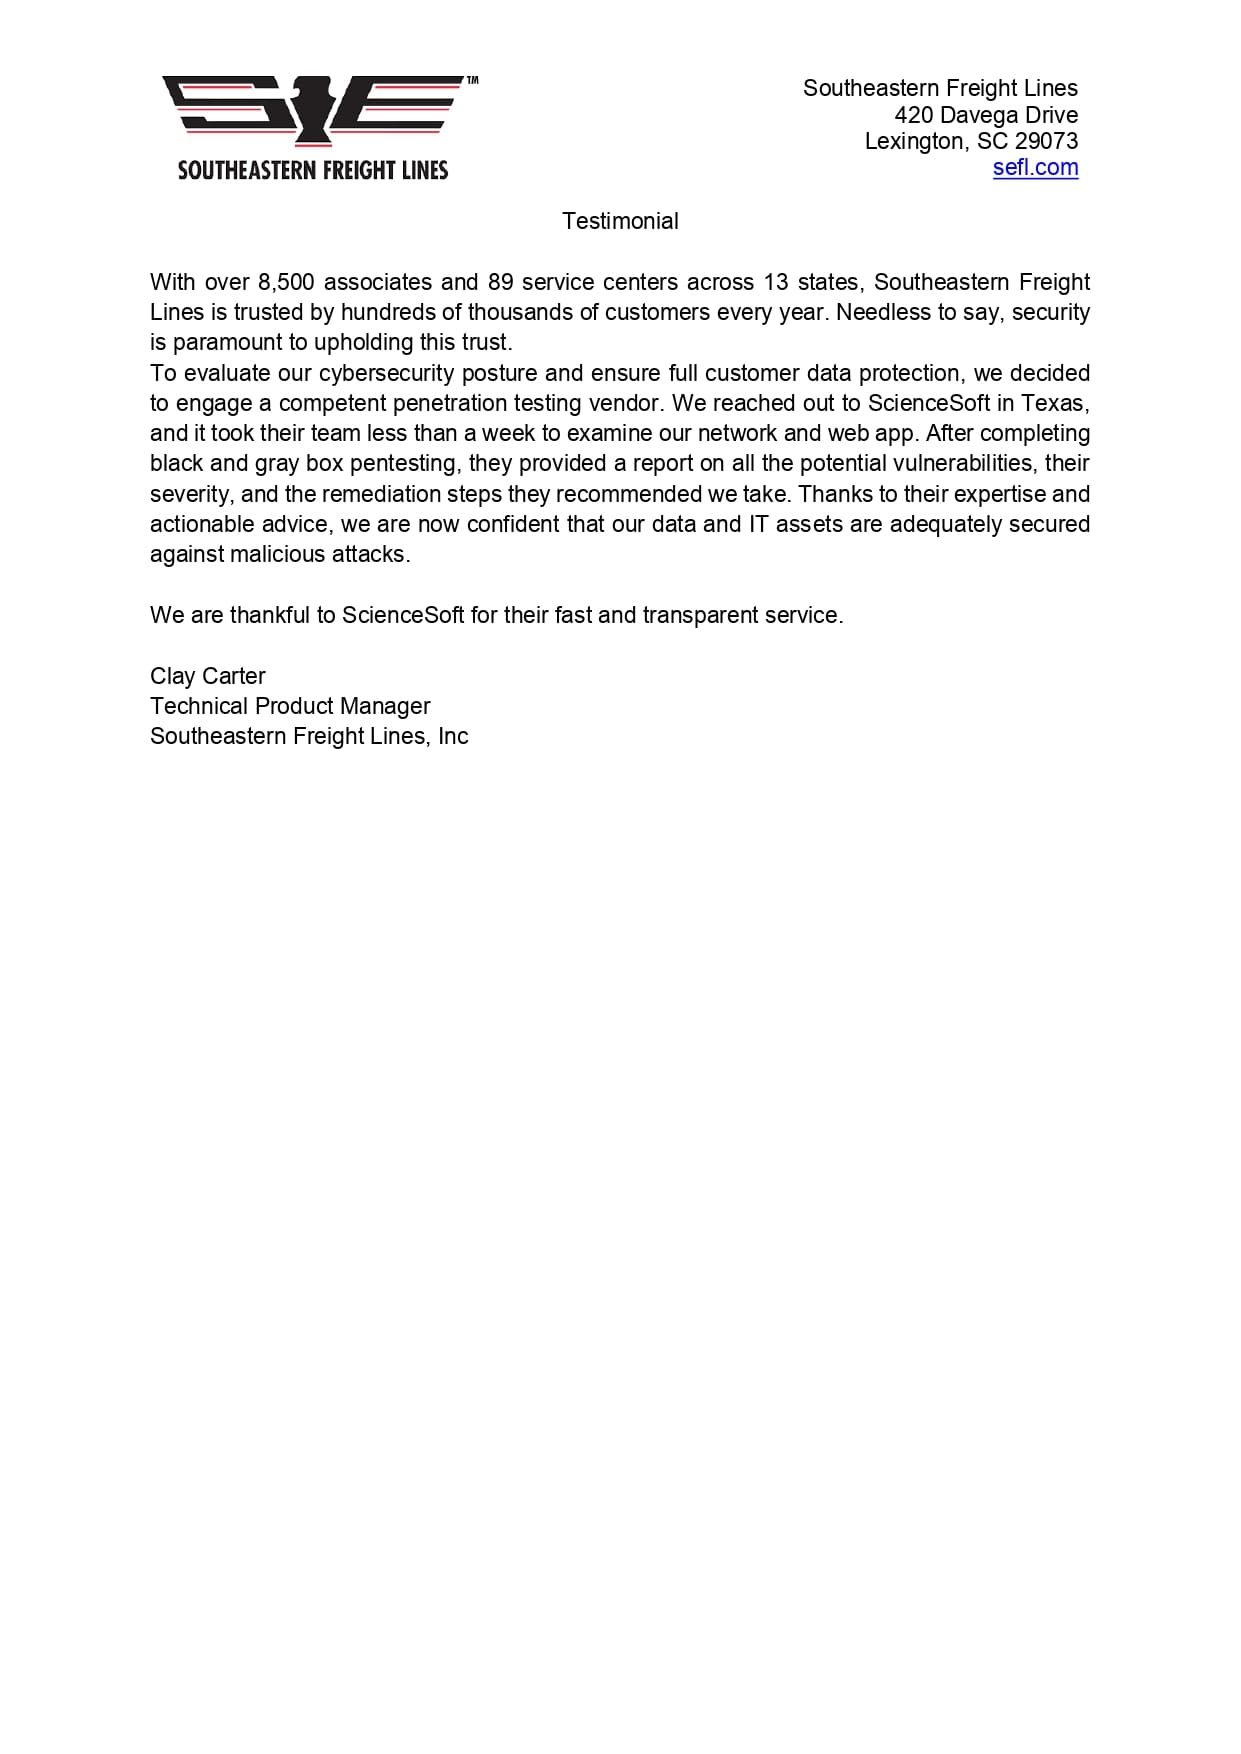 SE™
SOUTHEASTERN FREIGHT LINES
Southeastern Freight Lines
420 Davega Drive
Lexington, SC 29073
sefl.com
Testimonial
With over 8,500 associates and 89 service centers across 13 states, Southeastern Freight
Lines is trusted by hundreds of thousands of customers every year. Needless to say, security
is paramount to upholding this trust.
To evaluate our cybersecurity posture and ensure full customer data protection, we decided
to engage a competent penetration testing vendor. We reached out to ScienceSoft in Texas,
and it took their team less than a week to examine our network and web app. After completing
black and gray box pentesting, they provided a report on all the potential vulnerabilities, their
severity, and the remediation steps they recommended we take. Thanks to their expertise and
actionable advice, we are now confident that our data and IT assets are adequately secured
against malicious attacks.
We are thankful to ScienceSoft for their fast and transparent service.
Clay Carter
Technical Product Manager
Southeastern Freight Lines, Inc